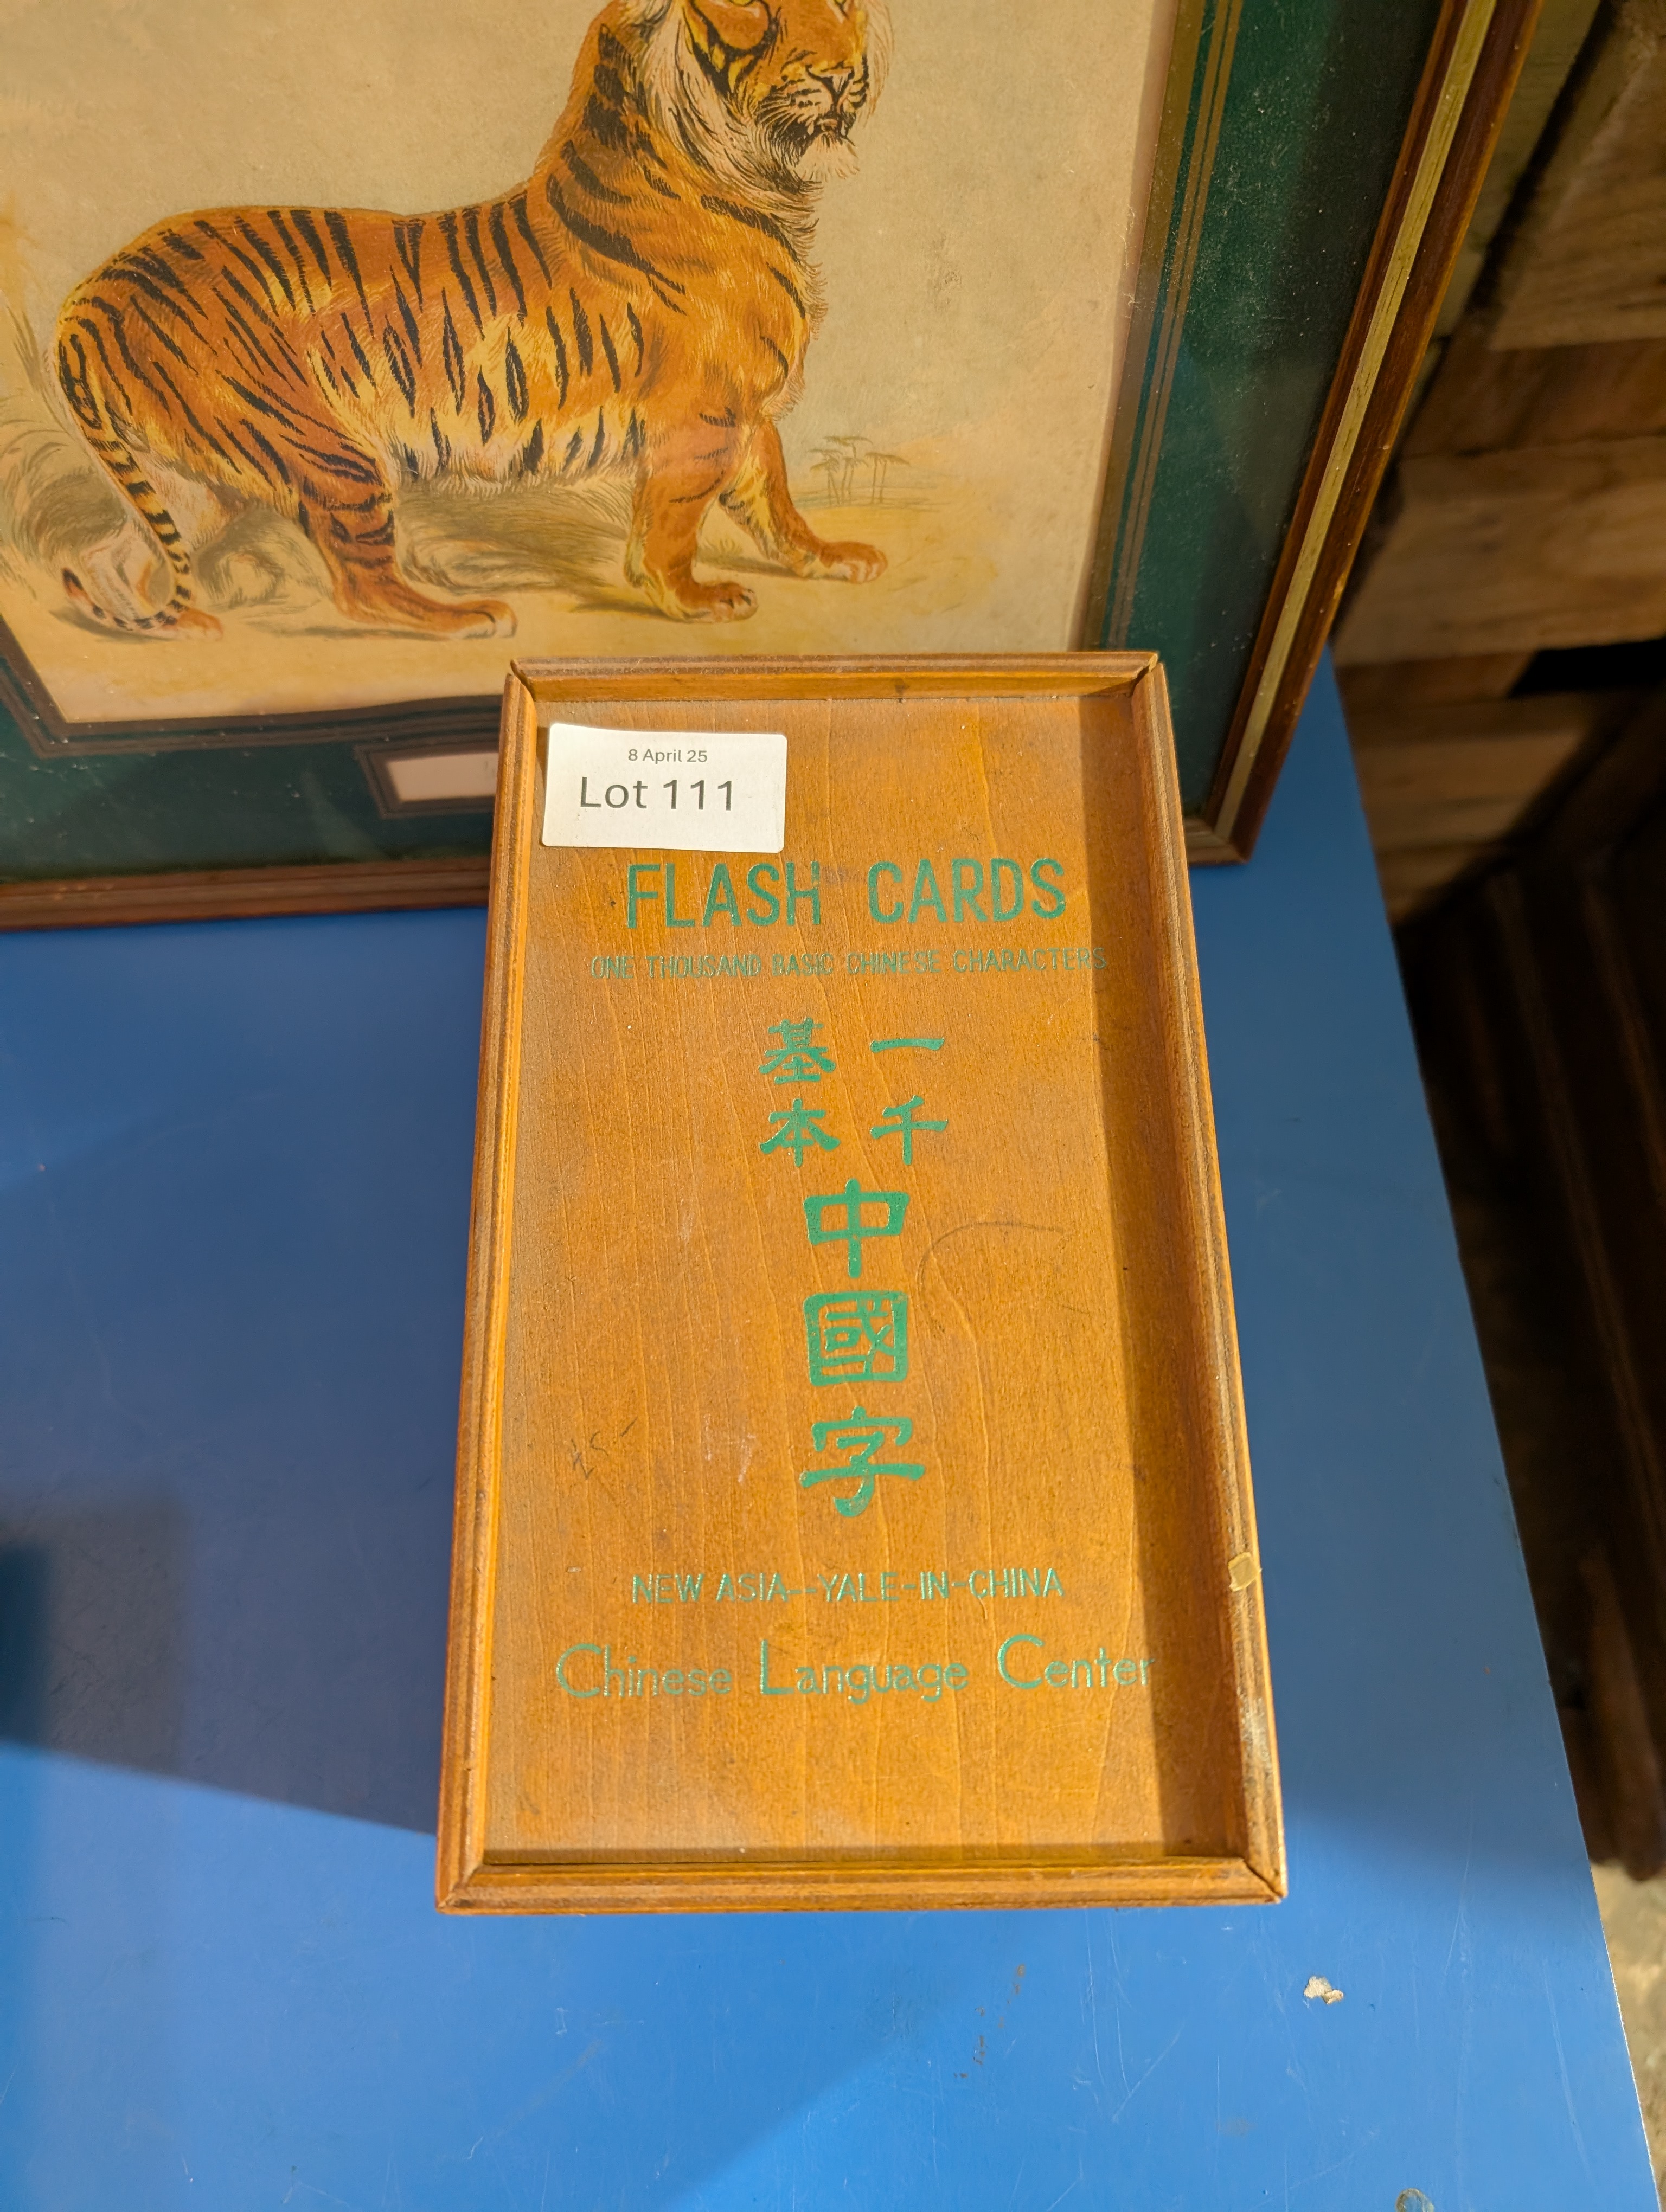 8 April 25
Lot 111
FLASH CARDS
ONE THOUSAND BASIC CHINESE CHARACTERS
一千
基本
中國字
NEW ASIA—YALE-IN-CHINA
Chinese Language Center